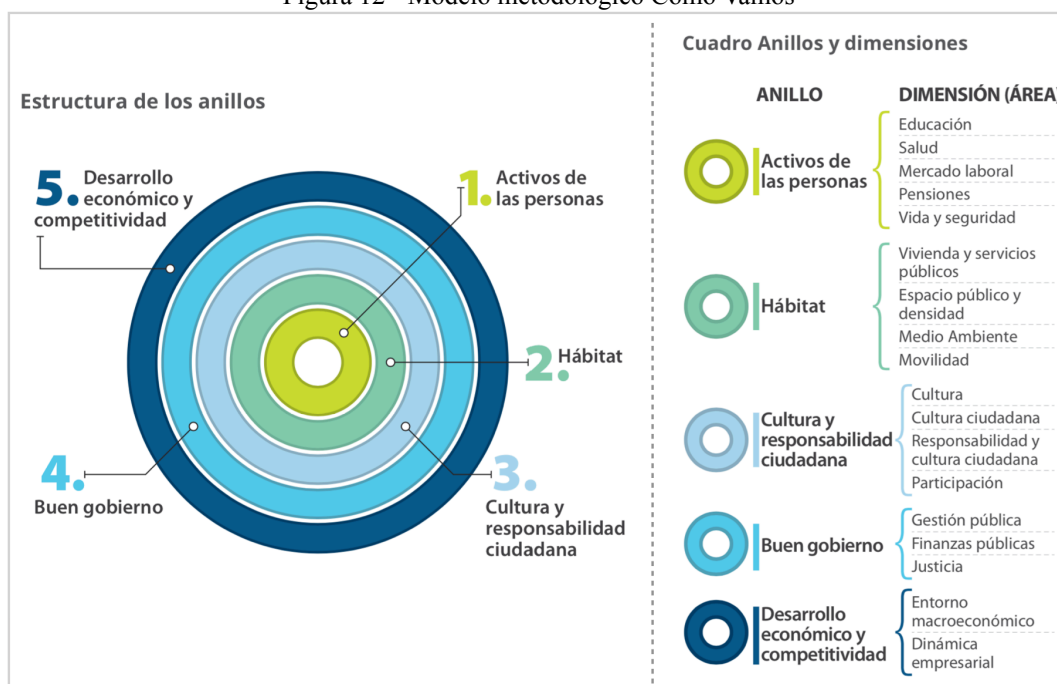 Figura 12 - Modelo metodológico Cómo Vamos
Estructura de los anillos
5. Desarrollo
económico y
competitividad
1. Activos de
las personas
2. Hábitat
4.
Buen gobierno
3.
Cultura y
responsabilidad
ciudadana
Cuadro Anillos y dimensiones
ANILLO
DIMENSIÓN (ÁREA)
Activos de
las personas
Educación
Salud
Mercado laboral
Pensiones
Vida y seguridad
Hábitat
Vivienda y servicios
públicos
Espacio público y
densidad
Medio Ambiente
Movilidad
Cultura y
responsabilidad
ciudadana
Cultura
Cultura ciudadana
Responsabilidad y
cultura ciudadana
Participación
Buen gobierno
Gestión pública
Finanzas públicas
Justicia
Desarrollo
económico y
competitividad
Entorno
macroeconómico
Dinámica
empresarial